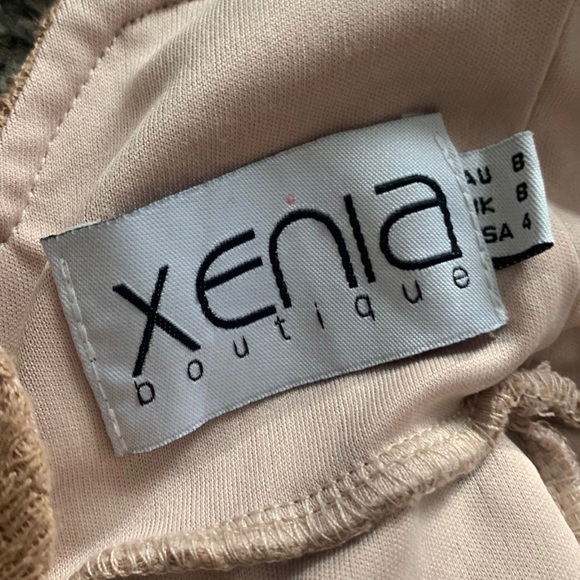 xenia
boutique
AU 8
UK 8
USA 4